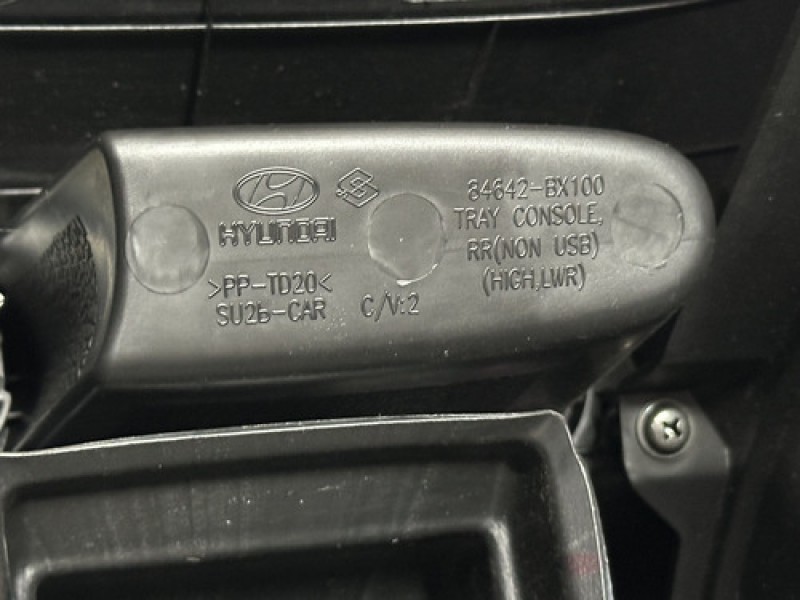 HYUNDAI
>PP-TD20<
SU2b-CAR
C/V:2
84642-BX100
TRAY CONSOLE,
RR(NON USB)
(HIGH,LWR)